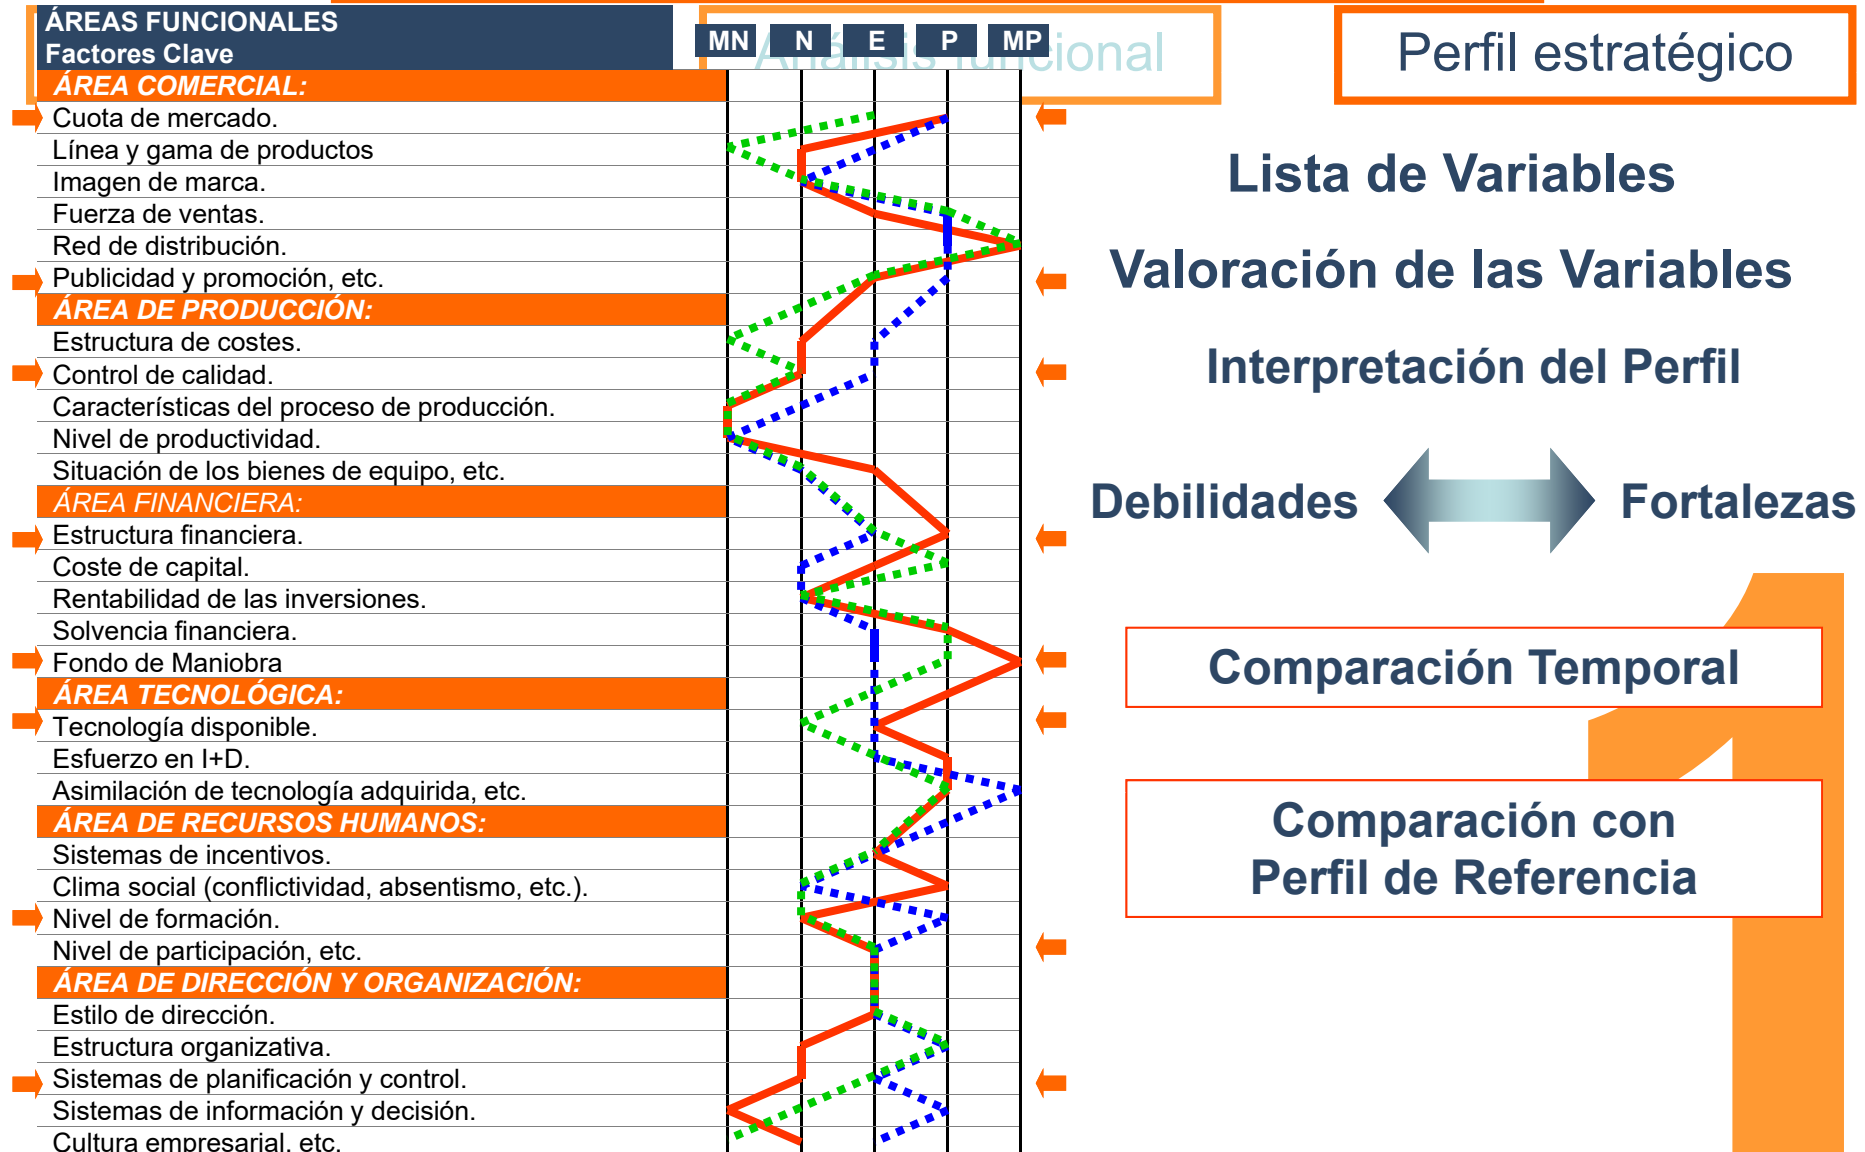 ÁREAS FUNCIONALES
Factores Clave
MN N E P MP
Análisis funcional
Perfil estratégico
ÁREA COMERCIAL:
Cuota de mercado.
Línea y gama de productos
Imagen de marca.
Fuerza de ventas.
Red de distribución.
Publicidad y promoción, etc.
ÁREA DE PRODUCCIÓN:
Estructura de costes.
Control de calidad.
Características del proceso de producción.
Nivel de productividad.
Situación de los bienes de equipo, etc.
ÁREA FINANCIERA:
Estructura financiera.
Coste de capital.
Rentabilidad de las inversiones.
Solvencia financiera.
Fondo de Maniobra
ÁREA TECNOLÓGICA:
Tecnología disponible.
Esfuerzo en I+D.
Asimilación de tecnología adquirida, etc.
ÁREA DE RECURSOS HUMANOS:
Sistemas de incentivos.
Clima social (conflictividad, absentismo, etc.).
Nivel de formación.
Nivel de participación, etc.
ÁREA DE DIRECCIÓN Y ORGANIZACIÓN:
Estilo de dirección.
Estructura organizativa.
Sistemas de planificación y control.
Sistemas de información y decisión.
Cultura empresarial, etc.
Lista de Variables
Valoración de las Variables
Interpretación del Perfil
Debilidades
Fortalezas
Comparación Temporal
Comparación con
Perfil de Referencia
1